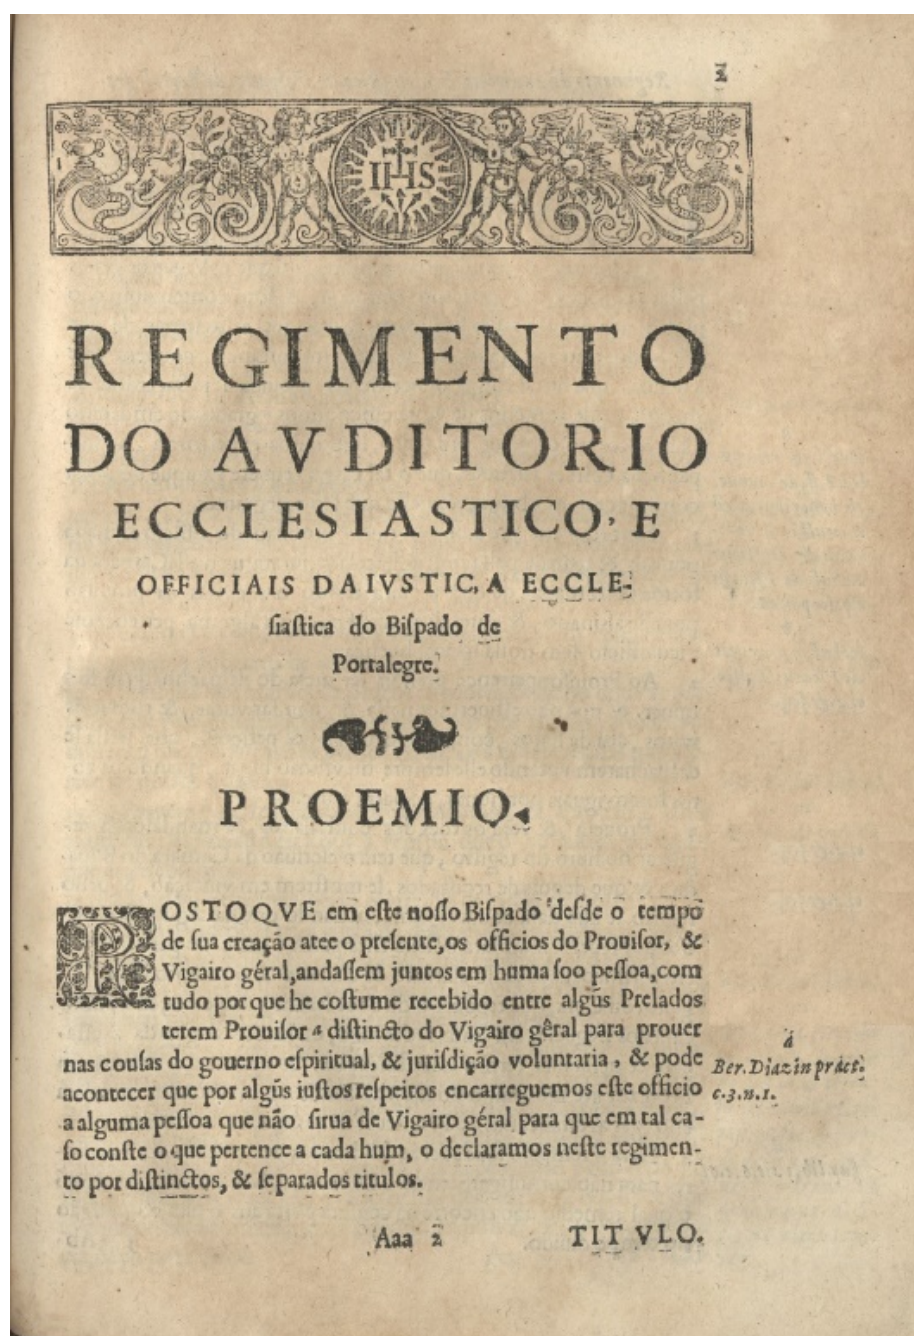 2
IHS
REGIMENTO
DO AVDITORIO
ECCLESIASTICO, E
OFFICIAIS DA IVSTIC,A ECCLE-
siaſtica do Biſpado de
Portalegre.
PROEMIO.
POSTOQVE em eſte noſſo Biſpado deſde o tempo
de ſua creação atee o preſente, os officios do Prouiſor, &
Vigairo géral, andaſſem juntos em huma ſoo peſſoa, com
tudo por que he coſtume recebido entre algũs Prelados
terem Prouiſor a diſtincto do Vigairo gêral para prouer
nas couſas do gouerno eſpiritual, & juriſdição voluntaria, & pode
acontecer que por algũs iuſtos reſpeitos encarreguemos eſte officio
a alguma peſſoa que não ſirua de Vigairo géral para que em tal ca-
ſo conſte o que pertence a cada hum, o declaramos neſte regimen-
to por diſtinctos, & ſeparados titulos.
a
Ber. Diaz in pract.
c.3.n.1.
Aaa 2
TITVLO.